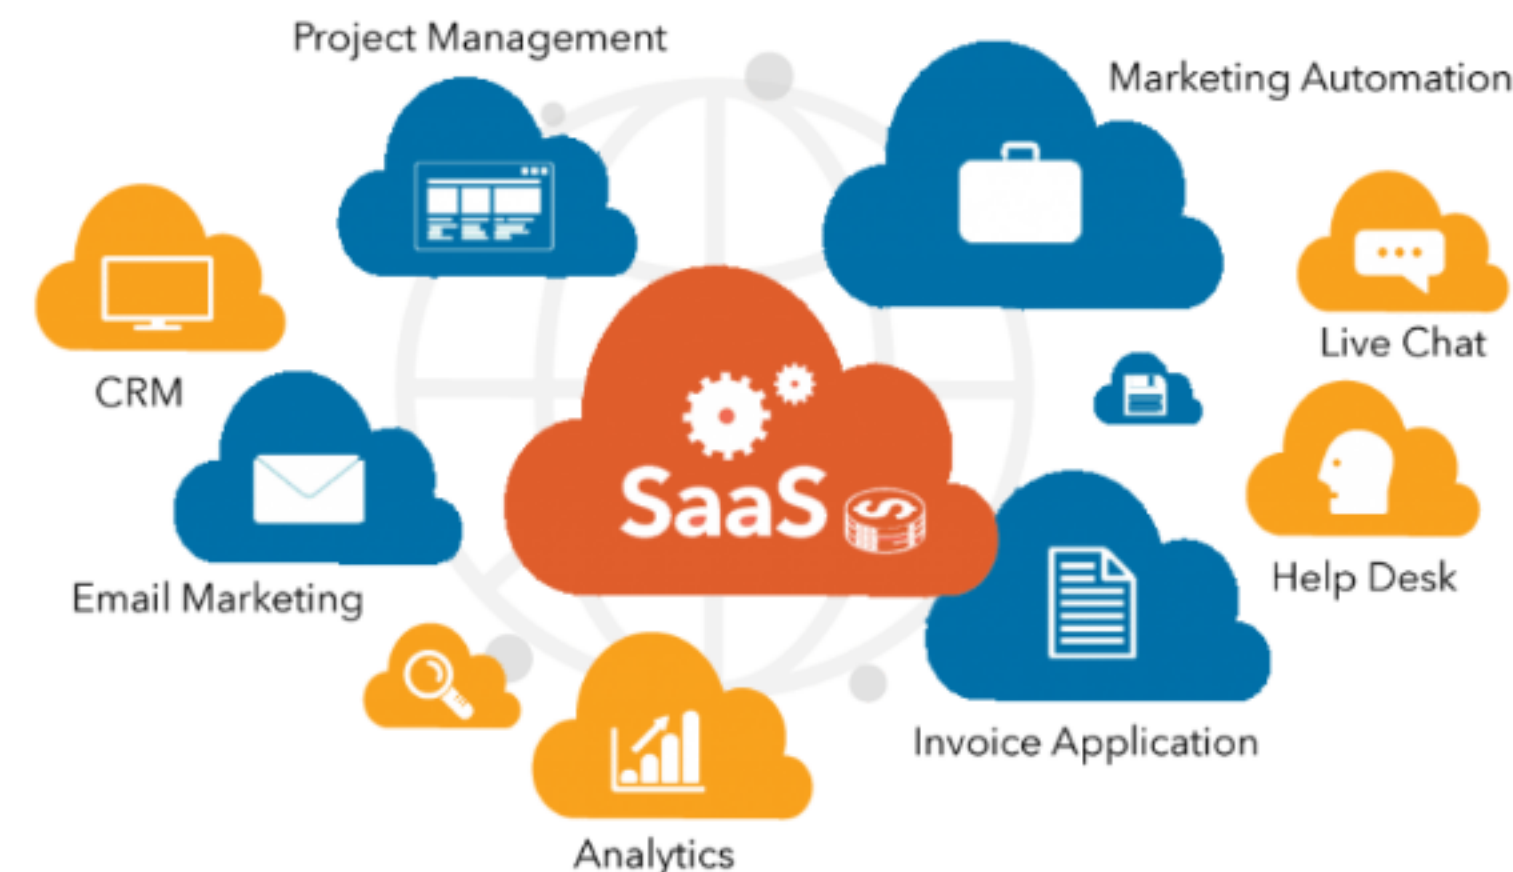 Project Management
Marketing Automation
CRM
Live Chat
SaaS
Email Marketing
Help Desk
Invoice Application
Analytics